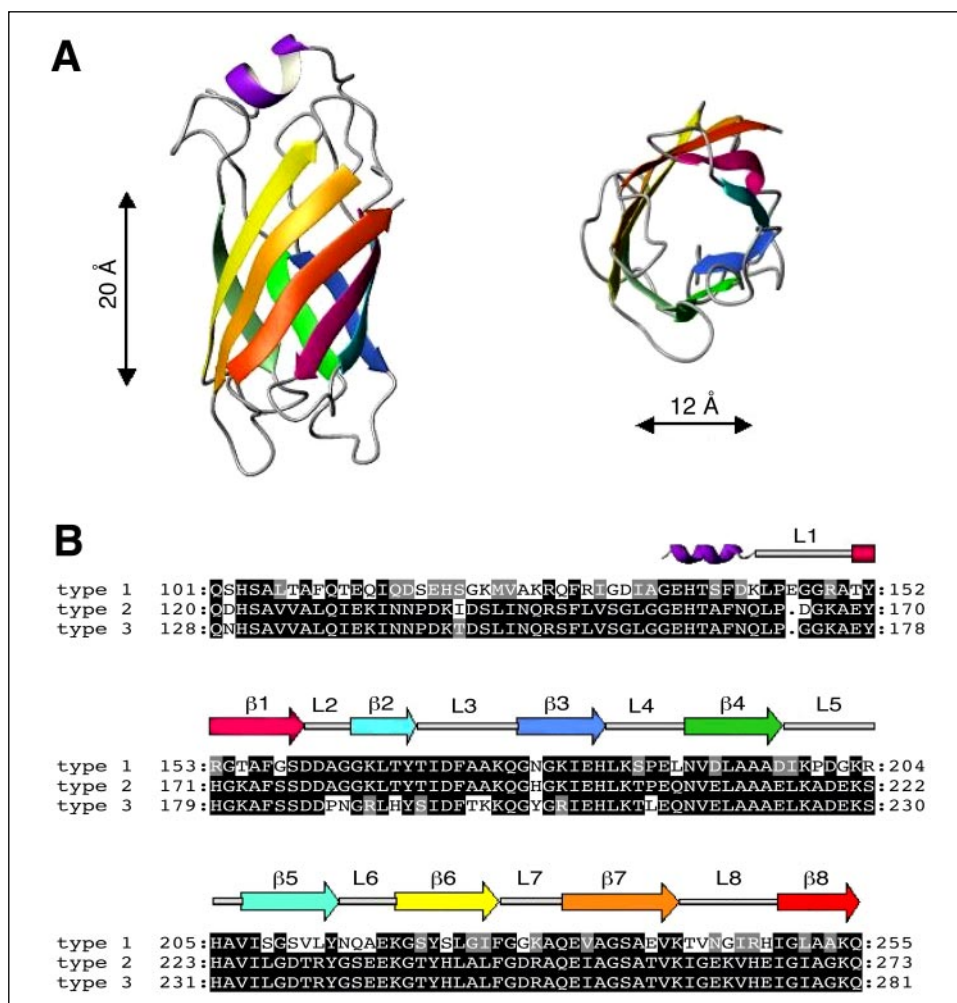 A
20 Å
12 Å
B
L1
type 1 101:QSHSALTAFQTEQIQDSEHSGKMVAKRQFRIGDIAGEHTSFDKLPEGGRATY:152
type 2 120:QDHSAVVALQIEKINNPDKIDSLINQRSFLVSGLGGEHTAFNQLP.DGKAEY:170
type 3 128:QNHSAVVALQIEKINNPDKTDSLINQRSFLVSGLGGEHTAFNQLP.GGKAEY:178
β1 L2 β2 L3 β3 L4 β4 L5
type 1 153:RGTAFGSDDAGGKLTYTIDFAAKQGNGKIEHLKSPELNVDLAAADIKPDGKR:204
type 2 171:HGKAFSSDDAGGKLTYTIDFAAKQGHGKIEHLKTPEQNVELAAAELKADEKS:222
type 3 179:HGKAFSSDDPNGRLHYSIDFTKKQGYGRIEHLKTLEQNVELAAAELKADEKS:230
β5 L6 β6 L7 β7 L8 β8
type 1 205:HAVISGSVLYNQAEKGSYSLGIFGGKAQEVAGSAEVKTVNGIRHIGLAAKQ:255
type 2 223:HAVILGDTRYGSEEKGTYHLALFGDRAQEIAGSATVKIGEKVHEIGIAGKQ:273
type 3 231:HAVILGDTRYGSEEKGTYHLALFGDRAQEIAGSATVKIGEKVHEIGIAGKQ:281